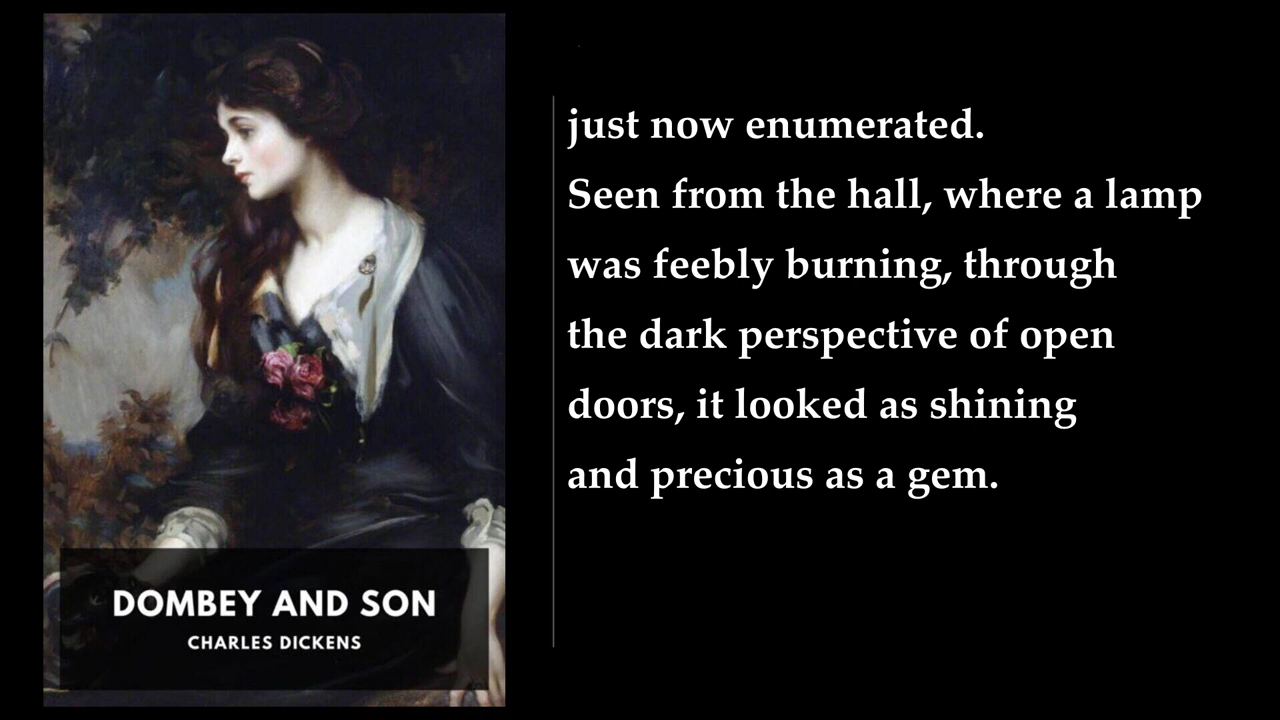 DOMBEY AND SON
CHARLES DICKENS
just now enumerated.
Seen from the hall, where a lamp
was feebly burning, through
the dark perspective of open
doors, it looked as shining
and precious as a gem.